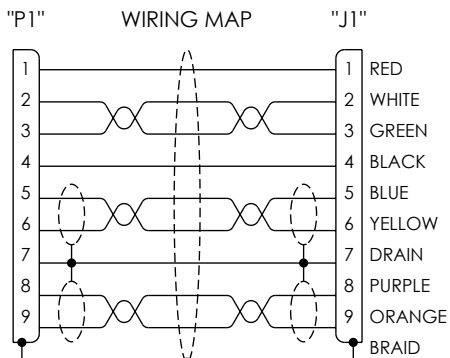 "P1" WIRING MAP "J1"
1 1 RED
2 2 WHITE
3 3 GREEN
4 4 BLACK
5 5 BLUE
6 6 YELLOW
7 7 DRAIN
8 8 PURPLE
9 9 ORANGE
BRAID